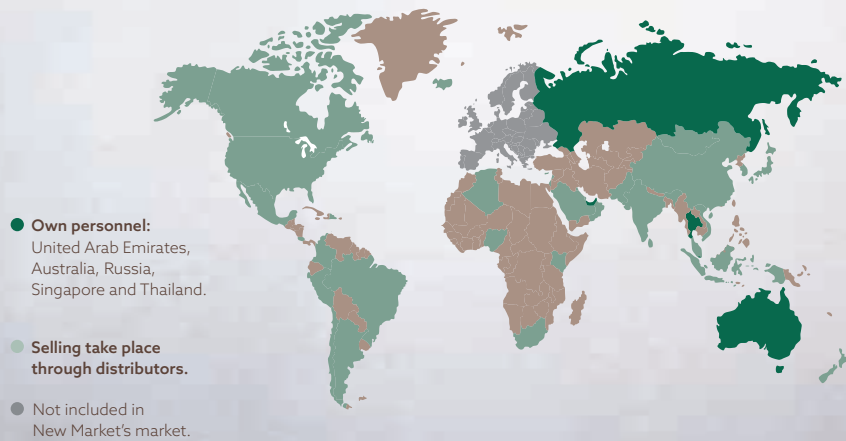 Own personnel:
United Arab Emirates,
Australia, Russia,
Singapore and Thailand.
Selling take place
through distributors.
Not included in
New Market's market.